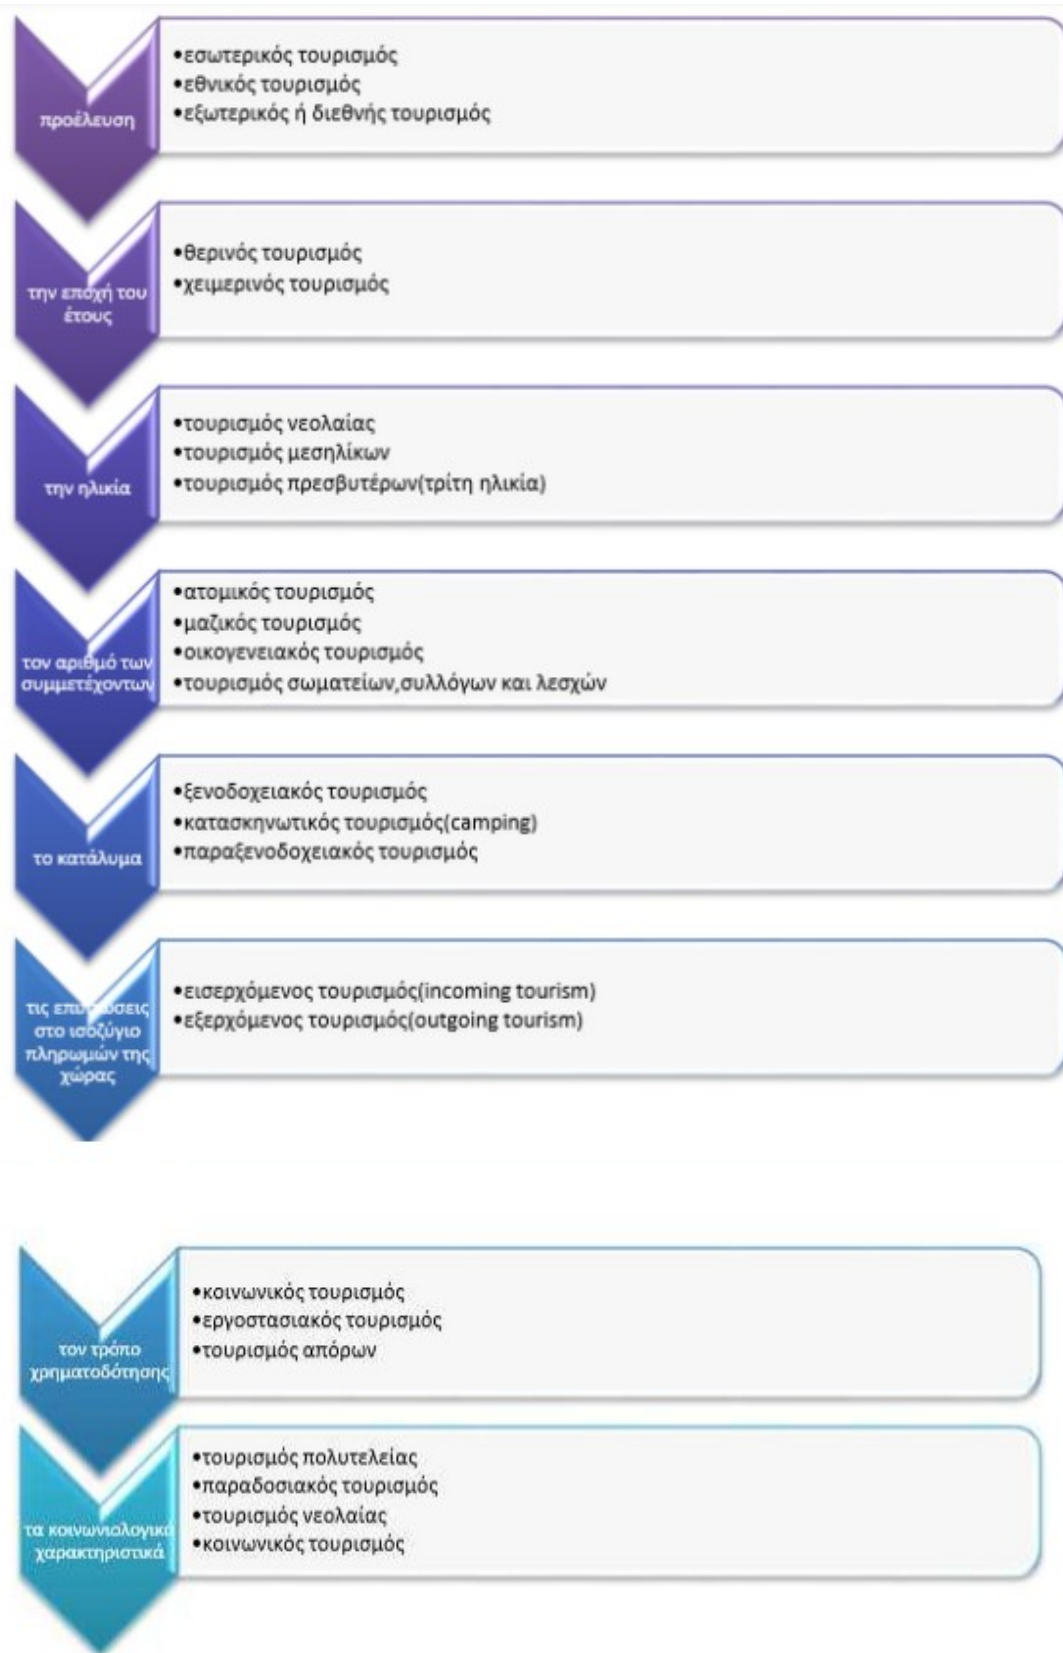 προέλευση
•εσωτερικός τουρισμός
•εθνικός τουρισμός
•εξωτερικός ή διεθνής τουρισμός
την εποχή του
έτους
•θερινός τουρισμός
•χειμερινός τουρισμός
την ηλικία
•τουρισμός νεολαίας
•τουρισμός μεσηλίκων
•τουρισμός πρεσβυτέρων(τρίτη ηλικία)
τον αριθμό των
συμμετέχοντων
•ατομικός τουρισμός
•μαζικός τουρισμός
•οικογενειακός τουρισμός
•τουρισμός σωματείων,συλλόγων και λεσχών
το κατάλυμα
•ξενοδοχειακός τουρισμός
•κατασκηνωτικός τουρισμός(camping)
•παραξενοδοχειακός τουρισμός
τις επιπτώσεις
στο ισοζύγιο
πληρωμών της
χώρας
•εισερχόμενος τουρισμός(incoming tourism)
•εξερχόμενος τουρισμός(outgoing tourism)
τον τρόπο
χρηματοδότησης
•κοινωνικός τουρισμός
•εργοστασιακός τουρισμός
•τουρισμός απόρων
τα κοινωνιολογικά
χαρακτηριστικά
•τουρισμός πολυτελείας
•παραδοσιακός τουρισμός
•τουρισμός νεολαίας
•κοινωνικός τουρισμός